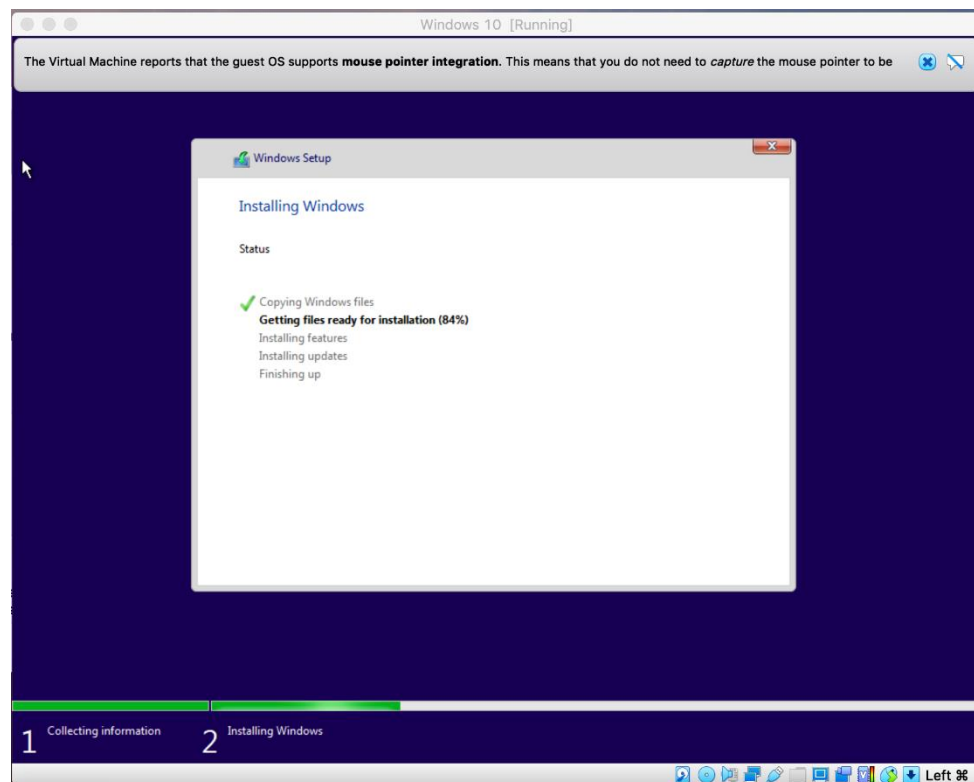 Windows 10 [Running]
The Virtual Machine reports that the guest OS supports mouse pointer integration. This means that you do not need to capture the mouse pointer to be
Windows Setup
Installing Windows
Status
Copying Windows files
Getting files ready for installation (84%)
Installing features
Installing updates
Finishing up
1 Collecting information 2 Installing Windows
Left ⌘